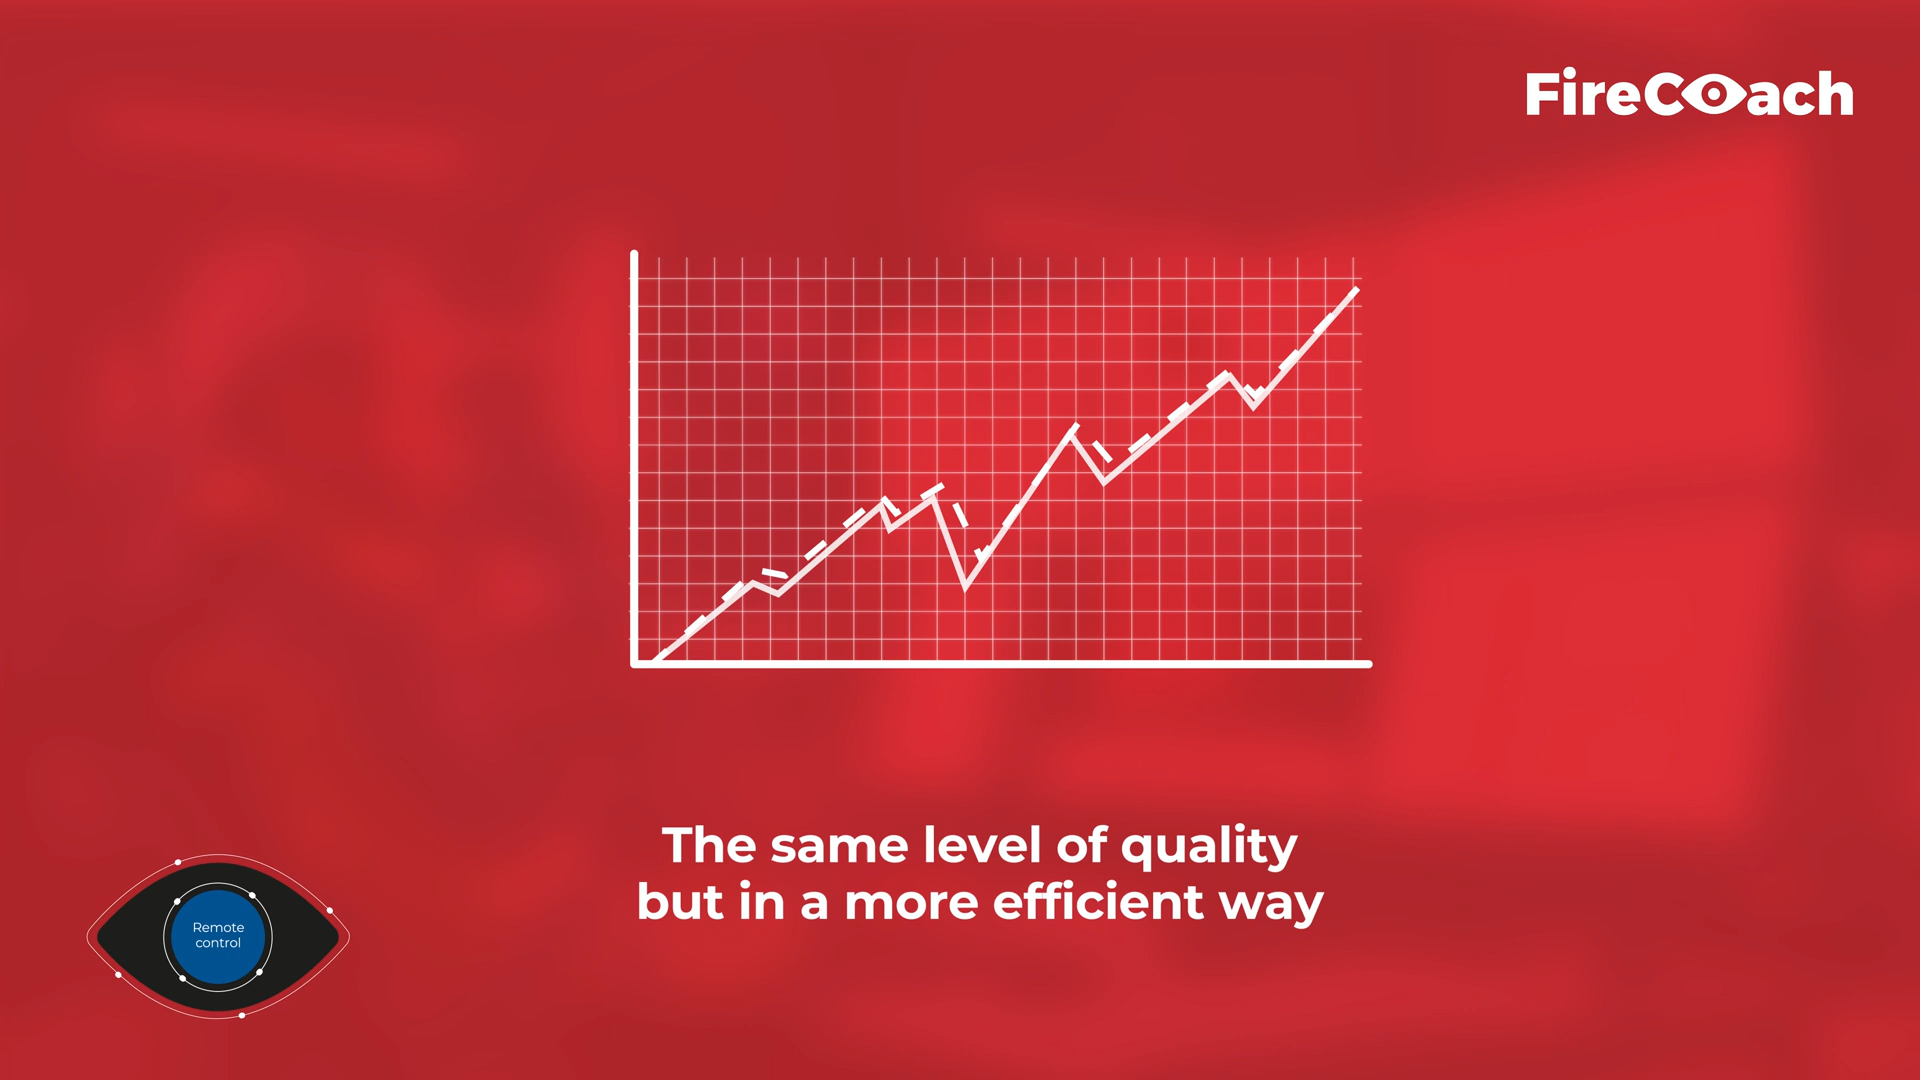 FireCoach
The same level of quality
but in a more efficient way
Remote
control